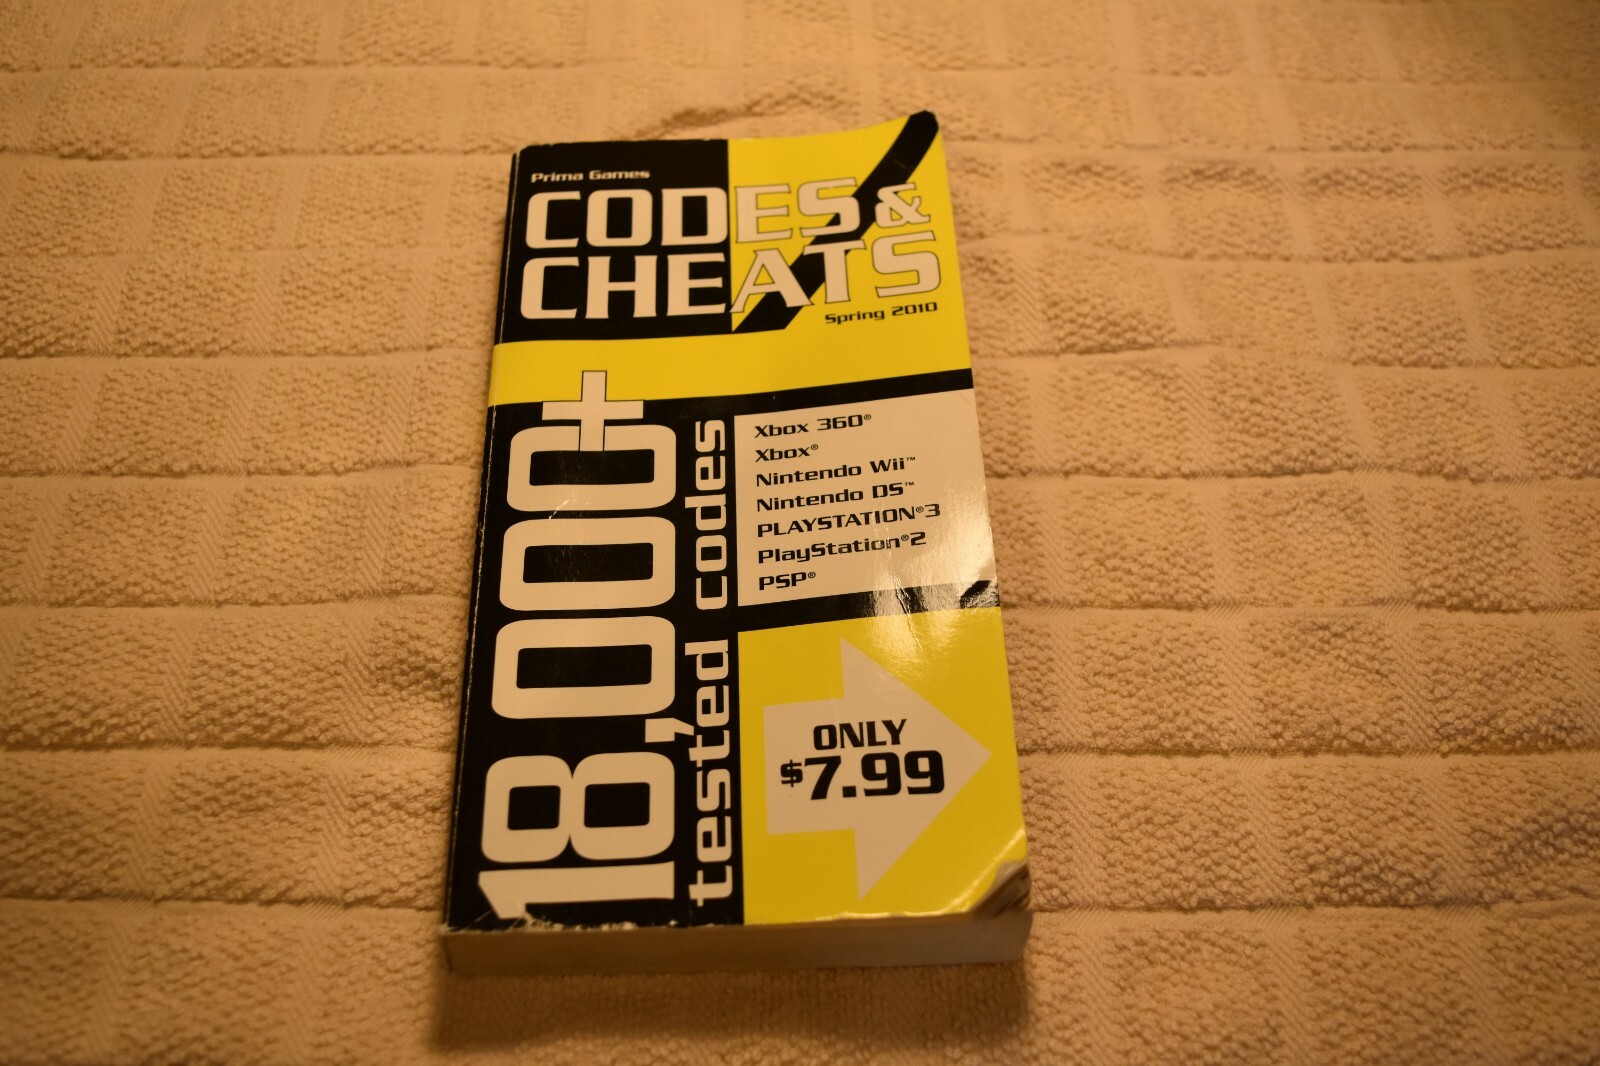 Prima Games
CODES &
CHEATS
Spring 2010
18,000+
tested codes
Xbox 360®
Xbox®
Nintendo Wii™
Nintendo DS™
PLAYSTATION®3
PlayStation®2
PSP®
ONLY
$7.99